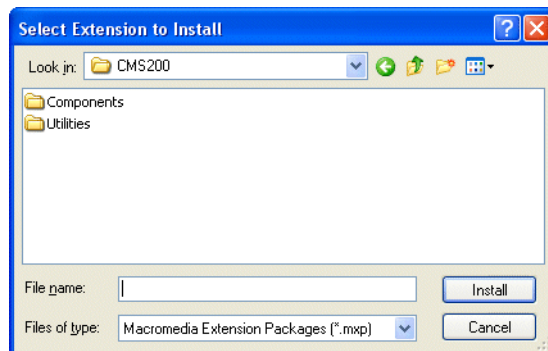 Select Extension to Install
Look in: CMS200
Components
Utilities
File name: Install
Files of type: Macromedia Extension Packages (*.mxp) Cancel